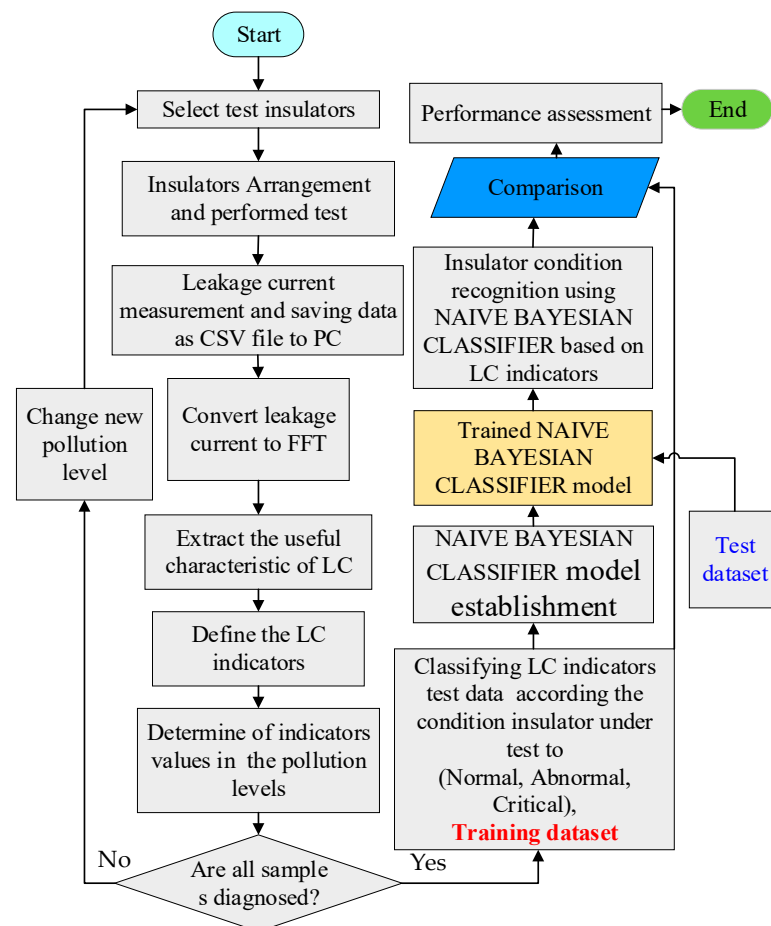 Start
Select test insulators
Insulators Arrangement
and performed test
Leakage current
measurement and saving data
as CSV file to PC
Convert leakage
current to FFT
Extract the useful
characteristic of LC
Define the LC
indicators
Determine of indicators
values in the pollution
levels
Are all sample
s diagnosed?
No
Yes
Change new
pollution
level
Classifying LC indicators
test data according the
condition insulator under
test to
(Normal, Abnormal,
Critical),
Training dataset
NAIVE BAYESIAN
CLASSIFIER model
establishment
Trained NAIVE
BAYESIAN
CLASSIFIER model
Test
dataset
Insulator condition
recognition using
NAIVE BAYESIAN
CLASSIFIER based on
LC indicators
Comparison
Performance assessment
End